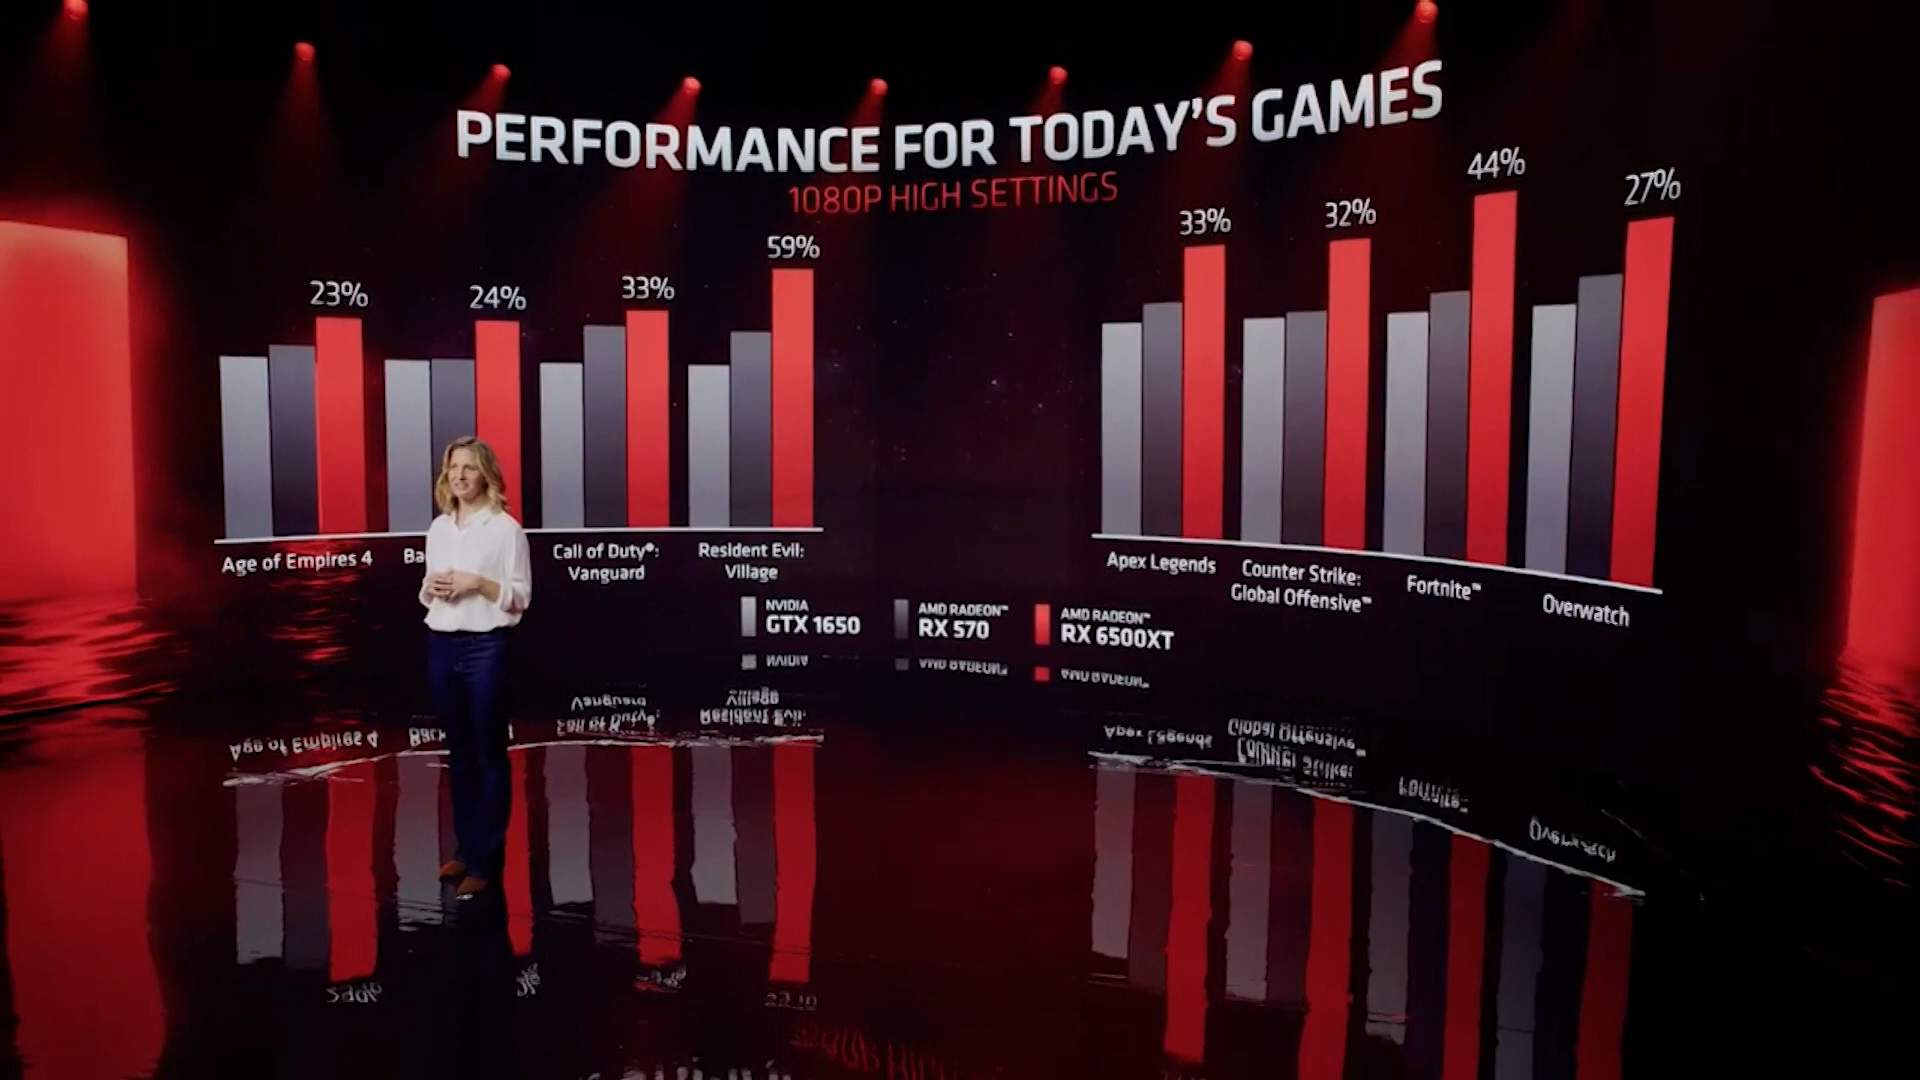 PERFORMANCE FOR TODAY'S GAMES
1080P HIGH SETTINGS
23%
24%
33%
59%
33%
32%
44%
27%
Age of Empires 4
Call of Duty®:
Vanguard
Resident Evil:
Village
Apex Legends
Counter Strike:
Global Offensive™
Fortnite™
Overwatch
NVIDIA
GTX 1650
AMD RADEON™
RX 570
AMD RADEON™
RX 6500XT